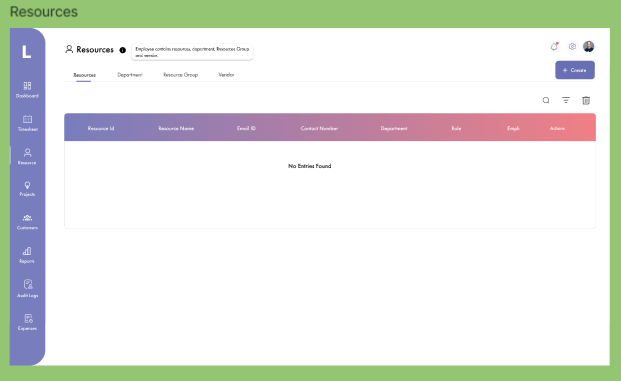 Resources
L
Resources
Employee contains resources, department, Resources Group
and vendor.
Resources Department Resource Group Vendor
+ Create
Dashboard
Timesheet
Resource
Projects
Customers
Reports
Audit Logs
Expenses
Resource Id Resource Name Email ID Contact Number Department Role Empl Actions
No Entries Found